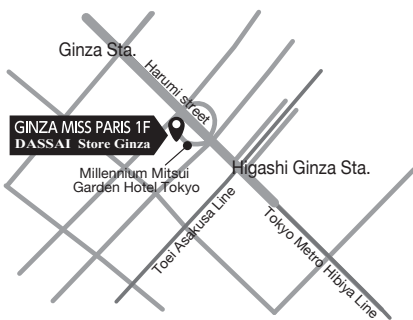 Ginza Sta.
Harumi street
GINZA MISS PARIS 1F
DASSAI Store Ginza
Millennium Mitsui
Garden Hotel Tokyo
Higashi Ginza Sta.
Toei Asakusa Line
Tokyo Metro Hibiya Line